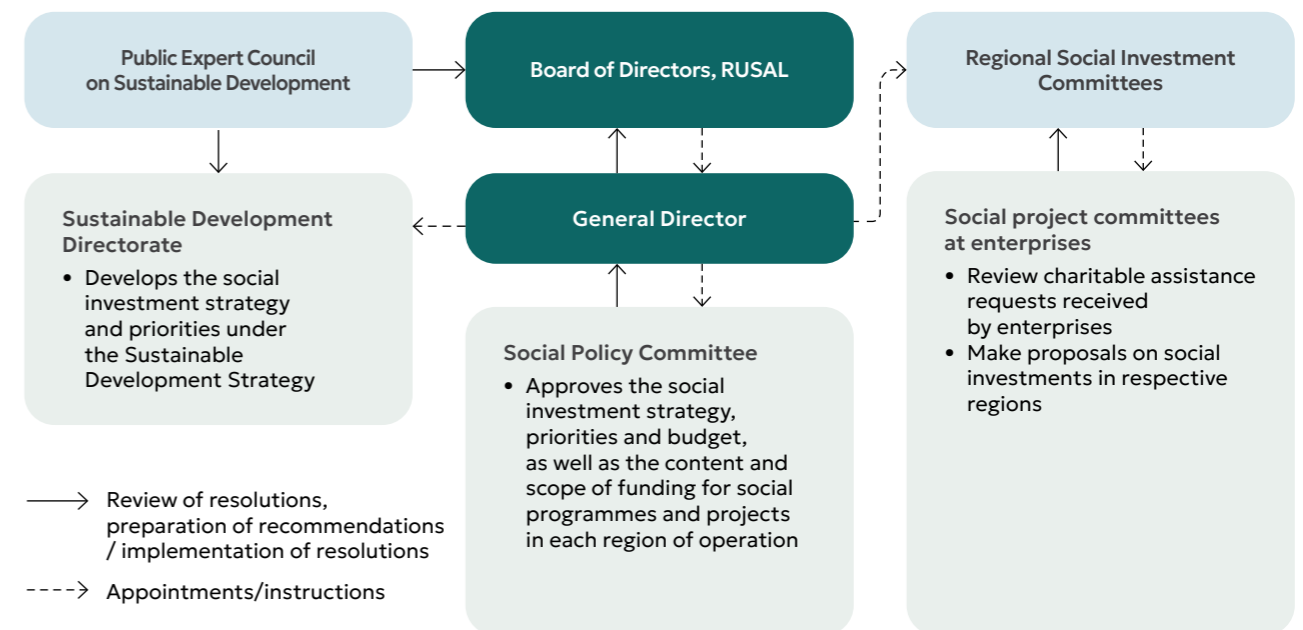 Public Expert Council
on Sustainable Development
Board of Directors, RUSAL
Regional Social Investment
Committees
Sustainable Development
Directorate
• Develops the social
investment strategy
and priorities under
the Sustainable
Development Strategy
General Director
Social Policy Committee
• Approves the social
investment strategy,
priorities and budget,
as well as the content and
scope of funding for social
programmes and projects
in each region of operation
Social project committees
at enterprises
• Review charitable assistance
requests received
by enterprises
• Make proposals on social
investments in respective
regions
Review of resolutions,
preparation of recommendations
/ implementation of resolutions
Appointments/instructions